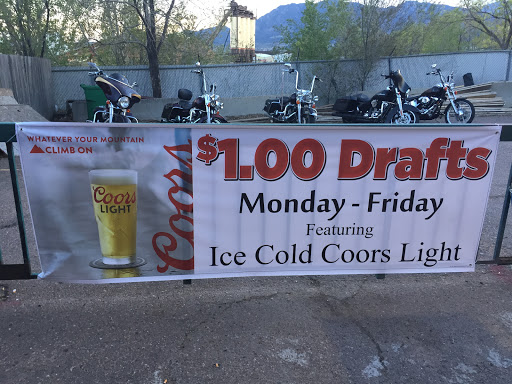 WHATEVER YOUR MOUNTAIN
CLIMB ON
Coors
LIGHT
Coors
$1.00 Drafts
Monday - Friday
Featuring
Ice Cold Coors Light